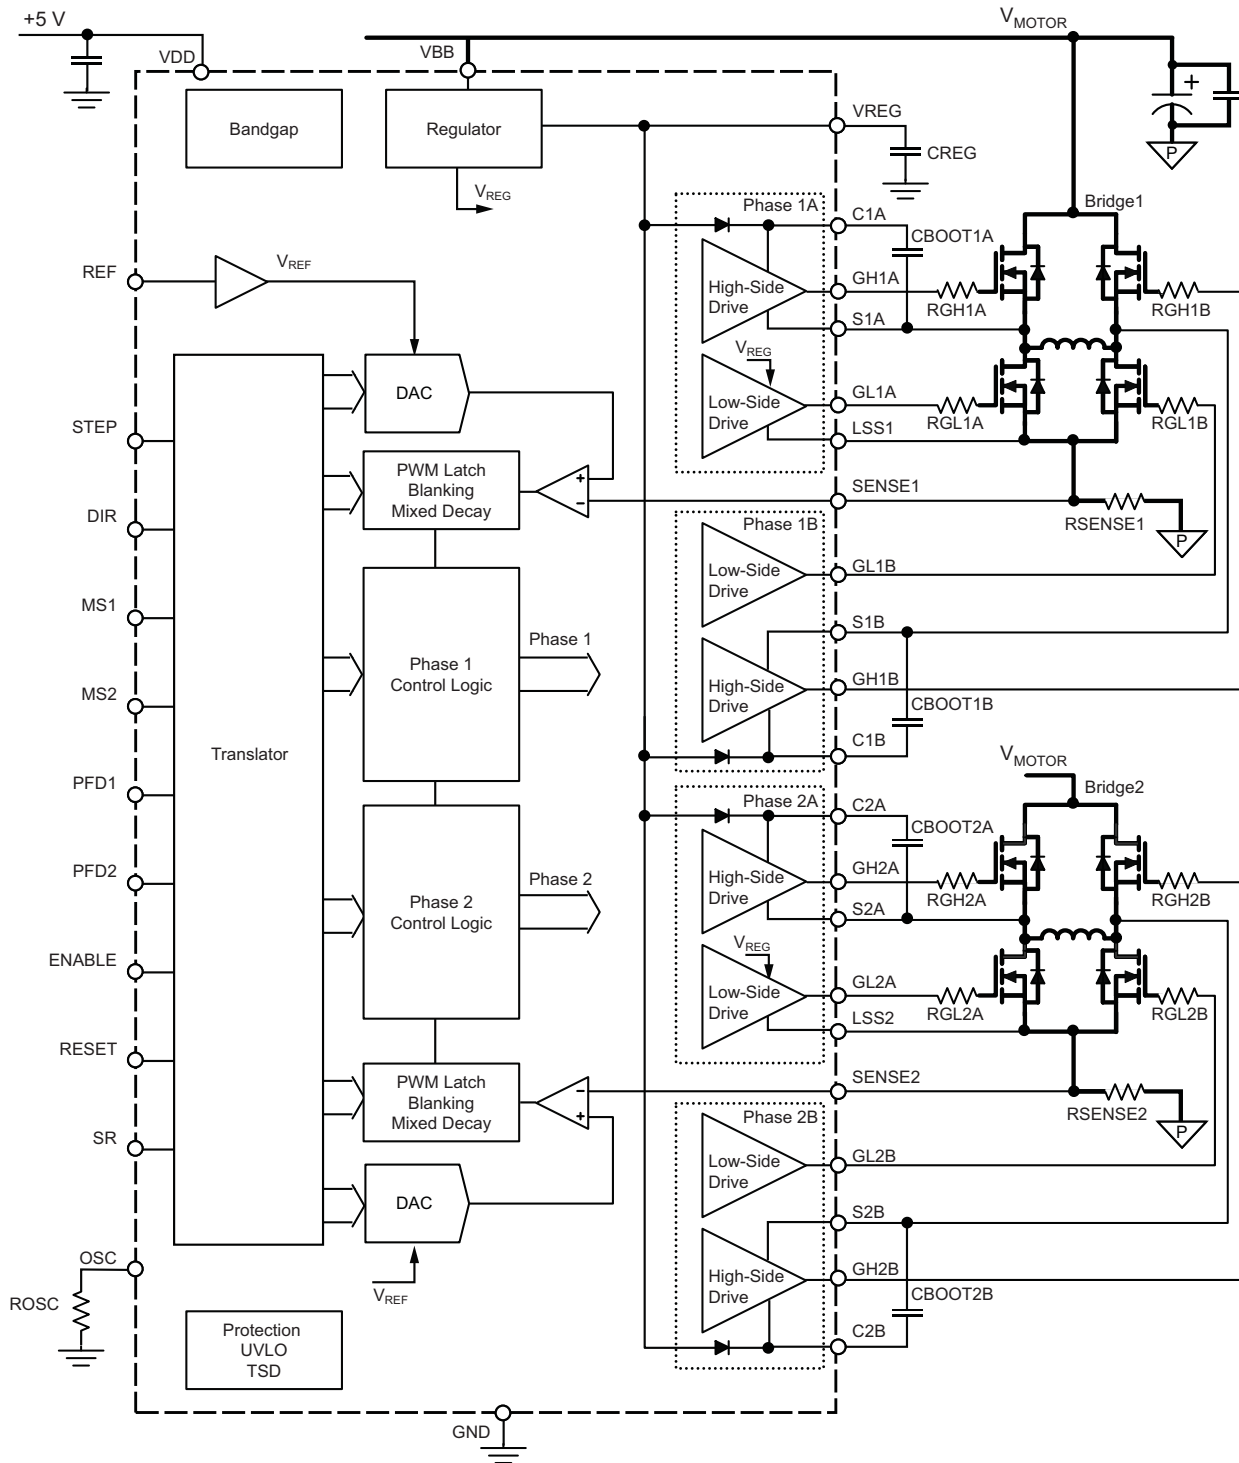 +5 V
VDD
VBB
VMOTOR
+
P
Bandgap
Regulator
VREG
VREG
CREG
REF
VREF
Phase 1A
C1A
CBOOT1A
Bridge1
High-Side
Drive
GH1A
RGH1A
RGH1B
S1A
VREG
Low-Side
Drive
GL1A
RGL1A
RGL1B
LSS1
DAC
STEP
PWM Latch
Blanking
Mixed Decay
+
−
SENSE1
RSENSE1
P
DIR
Phase 1B
Low-Side
Drive
GL1B
MS1
S1B
Phase 1
Control Logic
Phase 1
High-Side
Drive
GH1B
CBOOT1B
MS2
C1B
Translator
VMOTOR
PFD1
Phase 2A
C2A
CBOOT2A
Bridge2
High-Side
Drive
GH2A
RGH2A
RGH2B
PFD2
Phase 2
Control Logic
Phase 2
S2A
VREG
ENABLE
Low-Side
Drive
GL2A
RGL2A
RGL2B
LSS2
RESET
PWM Latch
Blanking
Mixed Decay
−
+
SENSE2
RSENSE2
P
SR
Phase 2B
Low-Side
Drive
GL2B
DAC
S2B
OSC
VREF
High-Side
Drive
GH2B
CBOOT2B
ROSC
C2B
Protection
UVLO
TSD
GND